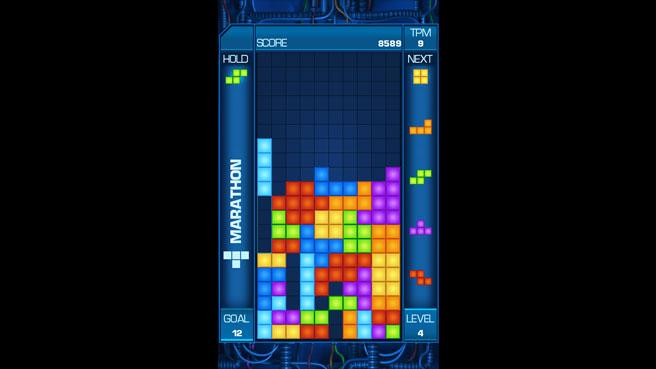 TPM
SCORE 8589 9
HOLD
NEXT
MARATHON
GOAL
12
LEVEL
4